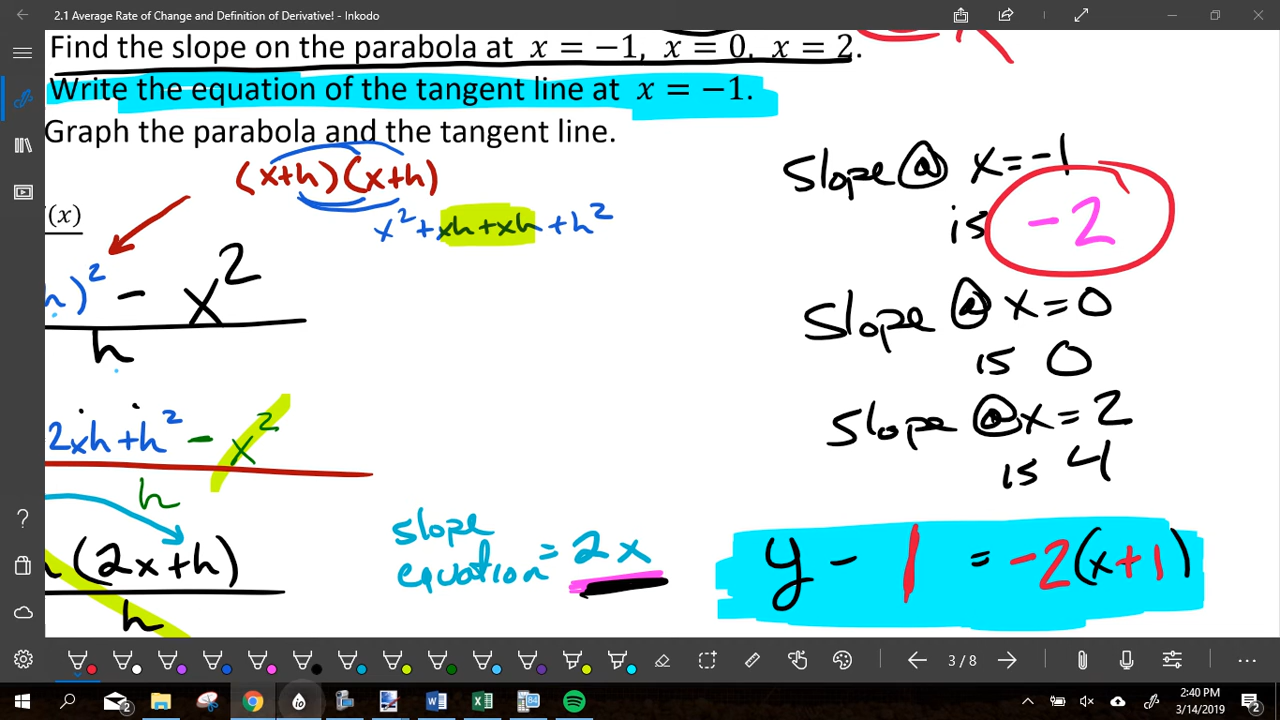 2.1 Average Rate of Change and Definition of Derivative! - Inkodo
Find the slope on the parabola at x = −1, x = 0, x = 2.
Write the equation of the tangent line at x = −1.
Graph the parabola and the tangent line.
(x+h)(x+h)
x²+xh+xh+h²
(x)
h)² − x²
h
2xh+h² − x²
h
h(2x+h)
h
slope
equation = 2x
slope @ x=-1
is -2
slope @ x=0
is 0
slope @ x=2
is 4
y − 1 = -2(x+1)
3 / 8
2
2:40 PM
3/14/2019
2